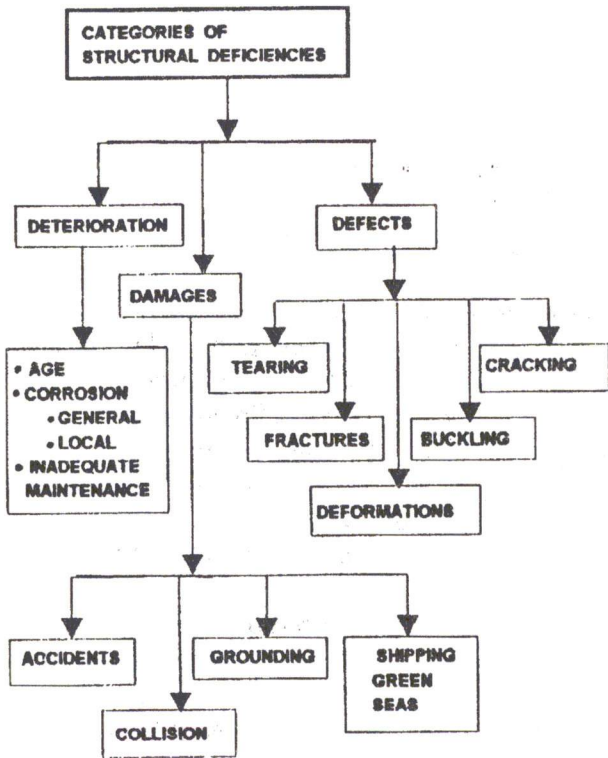 CATEGORIES OF
STRUCTURAL DEFICIENCIES
DETERIORATION
DEFECTS
DAMAGES
• AGE
• CORROSION
• GENERAL
• LOCAL
• INADEQUATE
MAINTENANCE
TEARING
CRACKING
FRACTURES
BUCKLING
DEFORMATIONS
ACCIDENTS
GROUNDING
SHIPPING
GREEN
SEAS
COLLISION